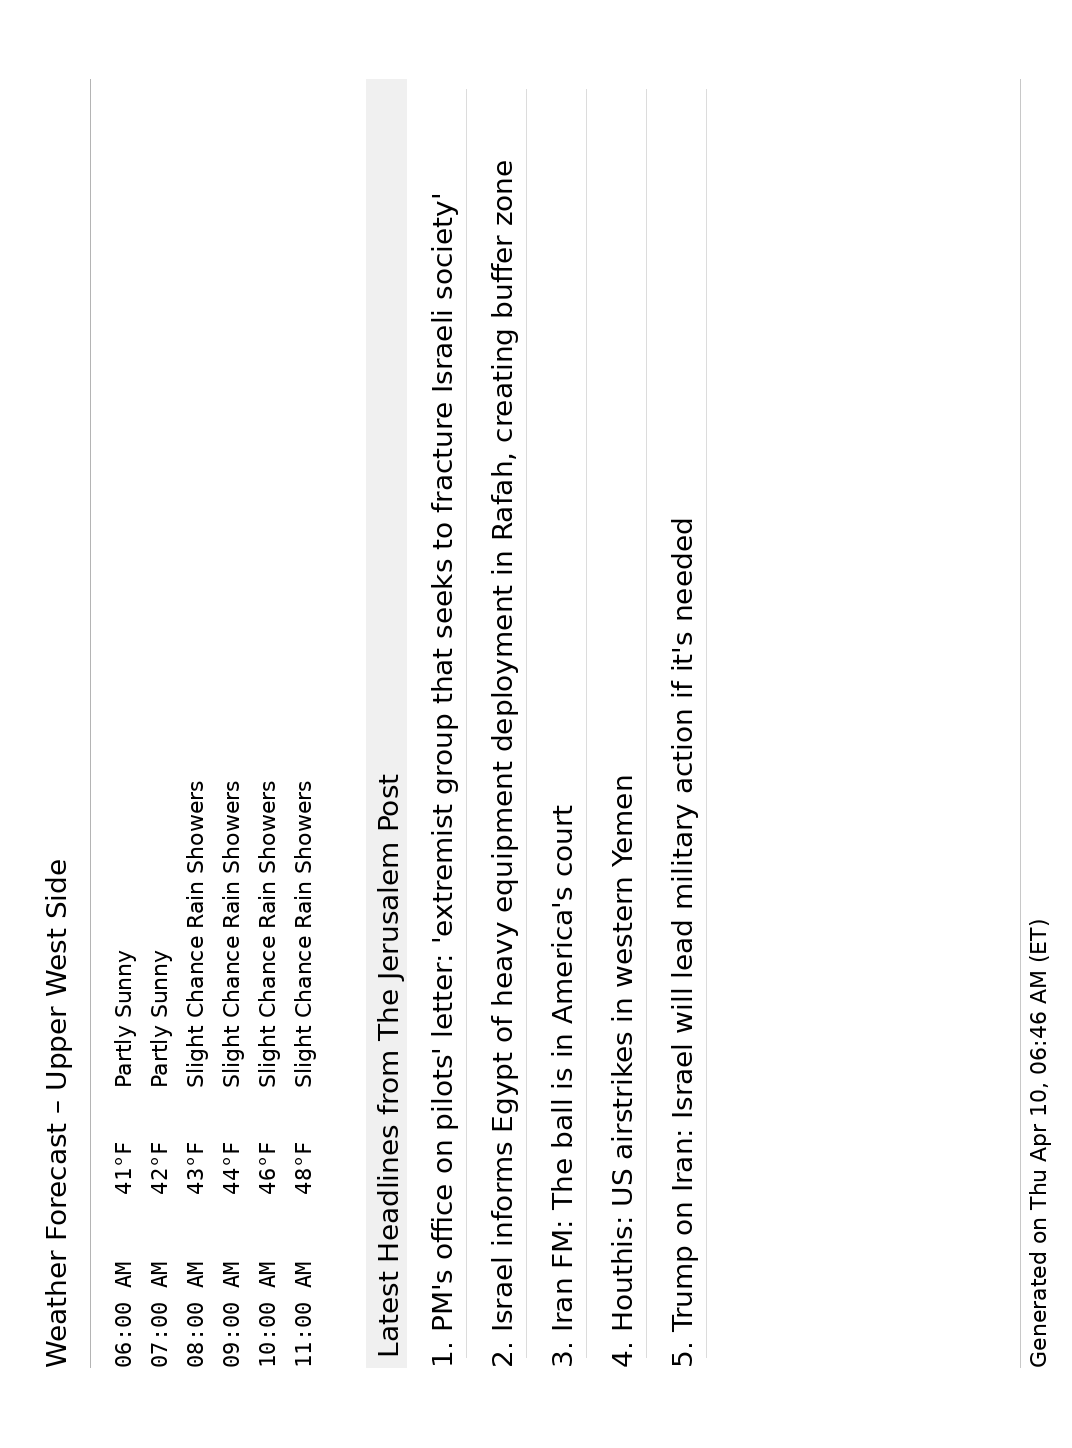 Weather Forecast – Upper West Side
06:00 AM 41°F Partly Sunny
07:00 AM 42°F Partly Sunny
08:00 AM 43°F Slight Chance Rain Showers
09:00 AM 44°F Slight Chance Rain Showers
10:00 AM 46°F Slight Chance Rain Showers
11:00 AM 48°F Slight Chance Rain Showers
Latest Headlines from The Jerusalem Post
1. PM's office on pilots' letter: 'extremist group that seeks to fracture Israeli society'
2. Israel informs Egypt of heavy equipment deployment in Rafah, creating buffer zone
3. Iran FM: The ball is in America's court
4. Houthis: US airstrikes in western Yemen
5. Trump on Iran: Israel will lead military action if it's needed
Generated on Thu Apr 10, 06:46 AM (ET)